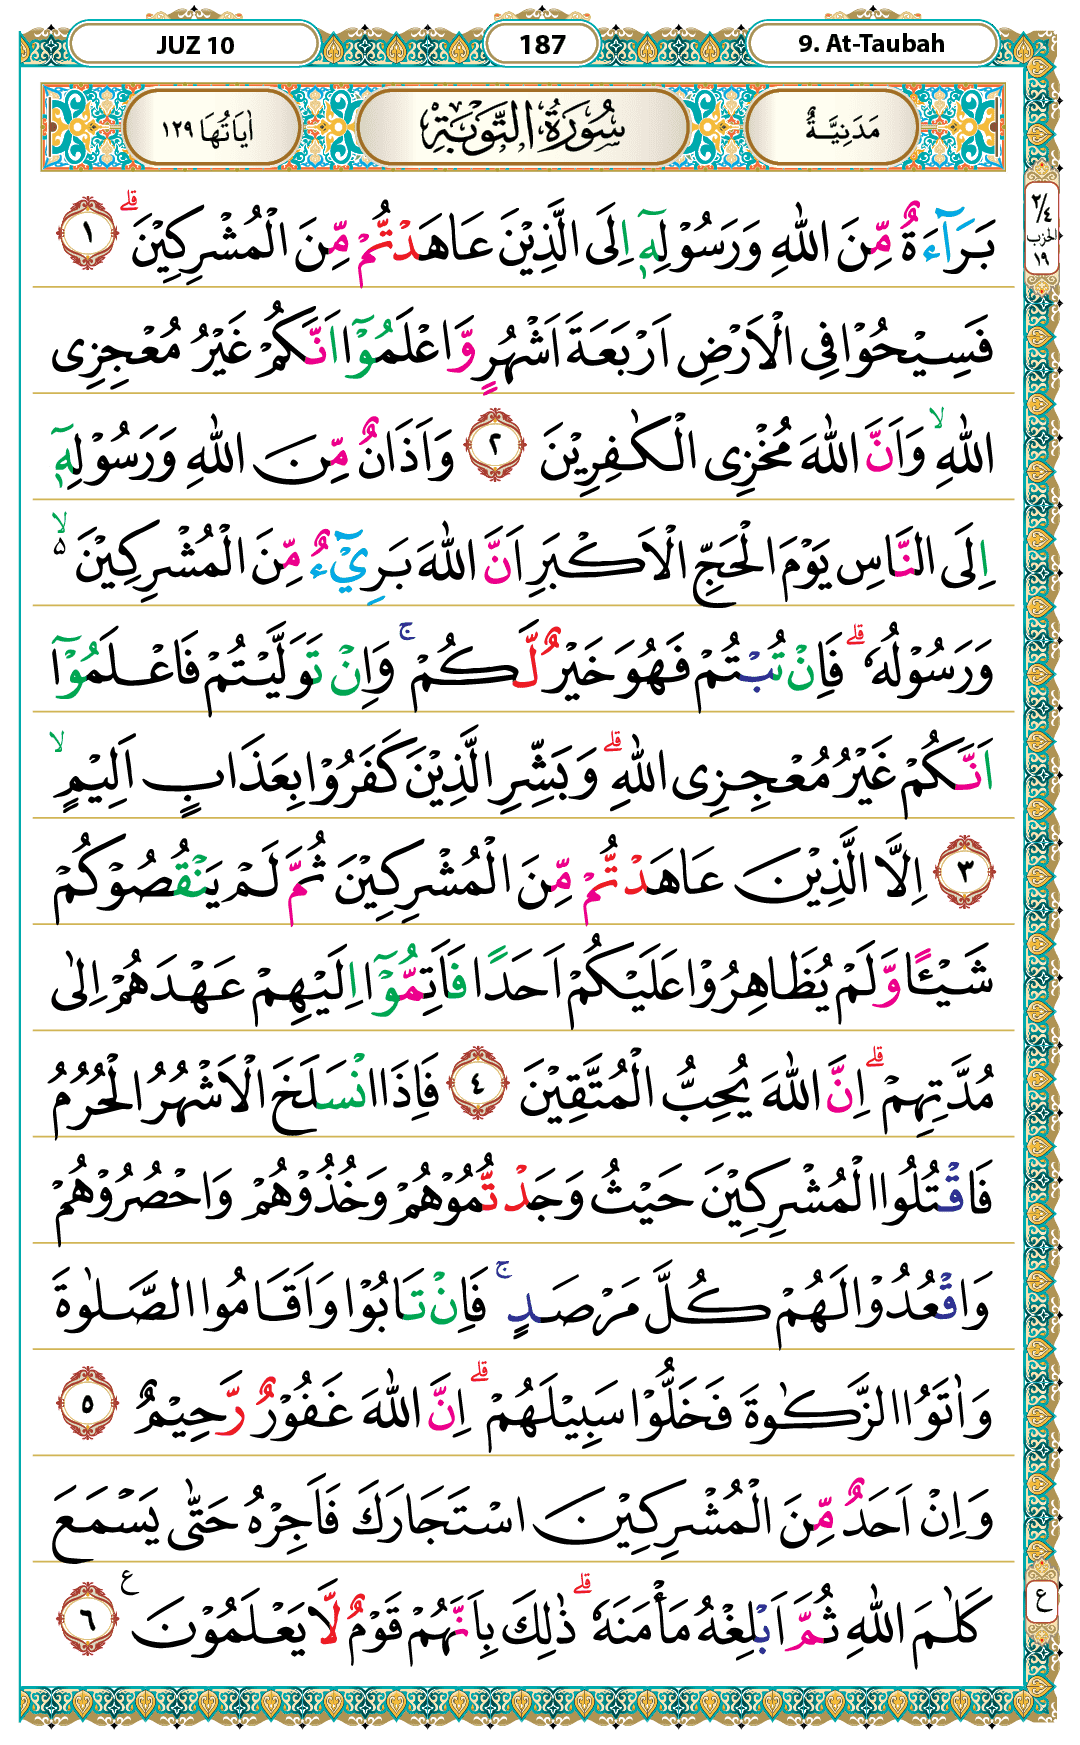 JUZ 10
187
9. At-Taubah
اٰيَاتُهَا ١٢٩
سُوْرَةُ التَّوْبَةِ
مَدَنِيَّةٌ
٢/٤
الحزب
١٩
بَرَاۤءَةٌ مِّنَ اللّٰهِ وَرَسُوْلِهٖٓ اِلَى الَّذِيْنَ عَاهَدْتُّمْ مِّنَ الْمُشْرِكِيْنَۗ ١
فَسِيْحُوْا فِى الْاَرْضِ اَرْبَعَةَ اَشْهُرٍ وَّاعْلَمُوْٓا اَنَّكُمْ غَيْرُ مُعْجِزِى
اللّٰهِ ۙوَاَنَّ اللّٰهَ مُخْزِى الْكٰفِرِيْنَ ٢ وَاَذَانٌ مِّنَ اللّٰهِ وَرَسُوْلِهٖٓ
اِلَى النَّاسِ يَوْمَ الْحَجِّ الْاَكْبَرِ اَنَّ اللّٰهَ بَرِيْۤءٌ مِّنَ الْمُشْرِكِيْنَ ەۙ
وَرَسُوْلُهٗ ۗفَاِنْ تُبْتُمْ فَهُوَ خَيْرٌ لَّكُمْ ۚوَاِنْ تَوَلَّيْتُمْ فَاعْلَمُوْٓا
اَنَّكُمْ غَيْرُ مُعْجِزِى اللّٰهِ ۗوَبَشِّرِ الَّذِيْنَ كَفَرُوْا بِعَذَابٍ اَلِيْمٍۙ
٣ اِلَّا الَّذِيْنَ عَاهَدْتُّمْ مِّنَ الْمُشْرِكِيْنَ ثُمَّ لَمْ يَنْقُصُوْكُمْ
شَيْـًٔا وَّلَمْ يُظَاهِرُوْا عَلَيْكُمْ اَحَدًا فَاَتِمُّوْٓا اِلَيْهِمْ عَهْدَهُمْ اِلٰى
مُدَّتِهِمْۗ اِنَّ اللّٰهَ يُحِبُّ الْمُتَّقِيْنَ ٤ فَاِذَا انْسَلَخَ الْاَشْهُرُ الْحُرُمُ
فَاقْتُلُوا الْمُشْرِكِيْنَ حَيْثُ وَجَدْتُّمُوْهُمْ وَخُذُوْهُمْ وَاحْصُرُوْهُمْ
وَاقْعُدُوْا لَهُمْ كُلَّ مَرْصَدٍۚ فَاِنْ تَابُوْا وَاَقَامُوا الصَّلٰوةَ
وَاٰتَوُا الزَّكٰوةَ فَخَلُّوْا سَبِيْلَهُمْۗ اِنَّ اللّٰهَ غَفُوْرٌ رَّحِيْمٌ ٥
وَاِنْ اَحَدٌ مِّنَ الْمُشْرِكِيْنَ اسْتَجَارَكَ فَاَجِرْهُ حَتّٰى يَسْمَعَ
كَلٰمَ اللّٰهِ ثُمَّ اَبْلِغْهُ مَأْمَنَهٗ ۗذٰلِكَ بِاَنَّهُمْ قَوْمٌ لَّا يَعْلَمُوْنَ ࣖ ٦
ع